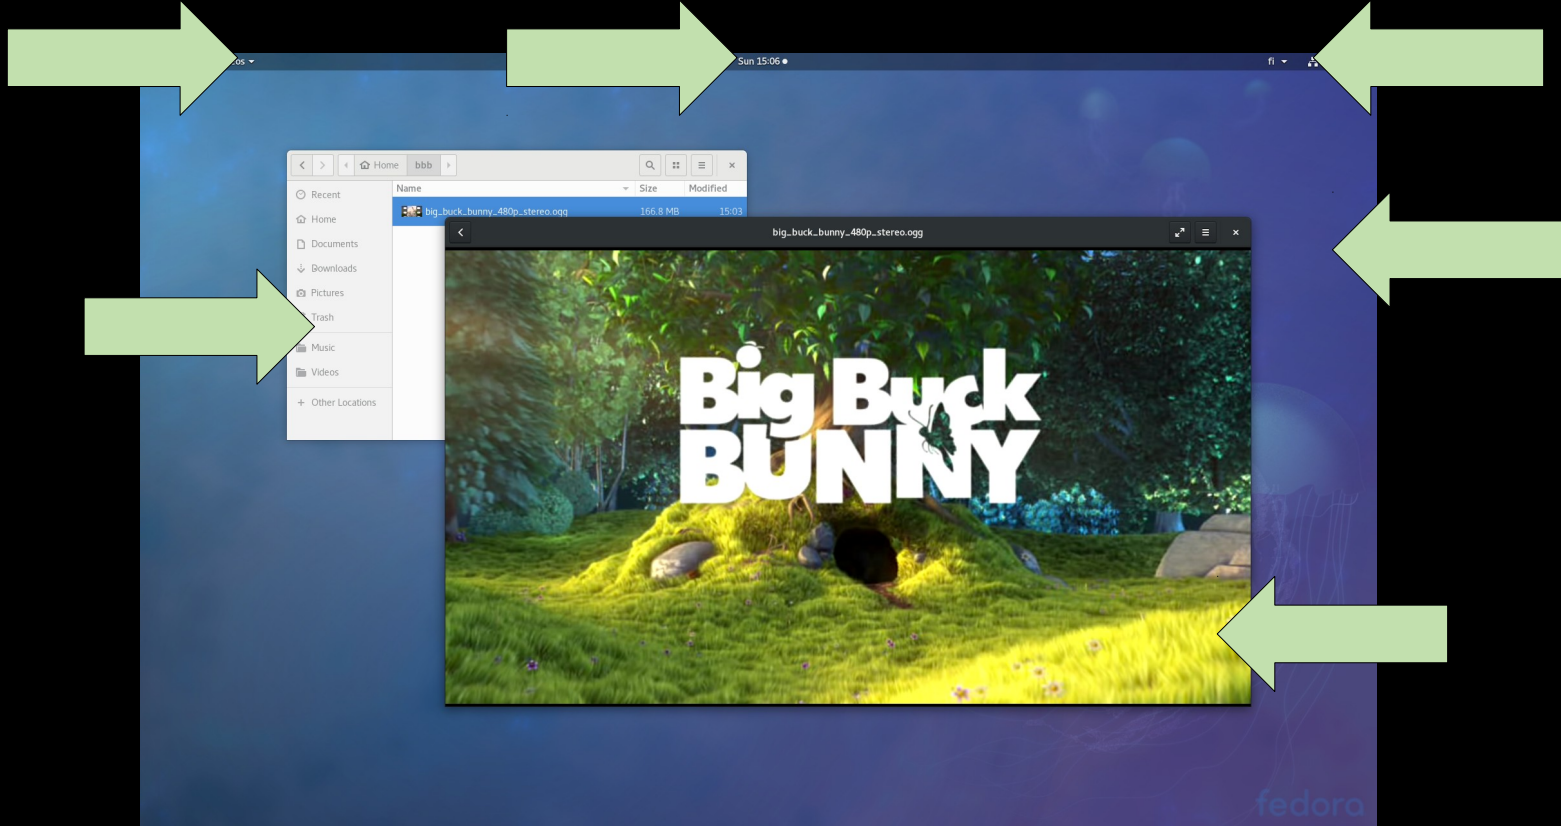 Sun 15:06
fi
Home bbb
Name Size Modified
big_buck_bunny_480p_stereo.ogg 166.8 MB 15:03
Recent
Home
Documents
Downloads
Pictures
Trash
Music
Videos
Other Locations
big_buck_bunny_480p_stereo.ogg
Big Buck
BUNNY
fedora